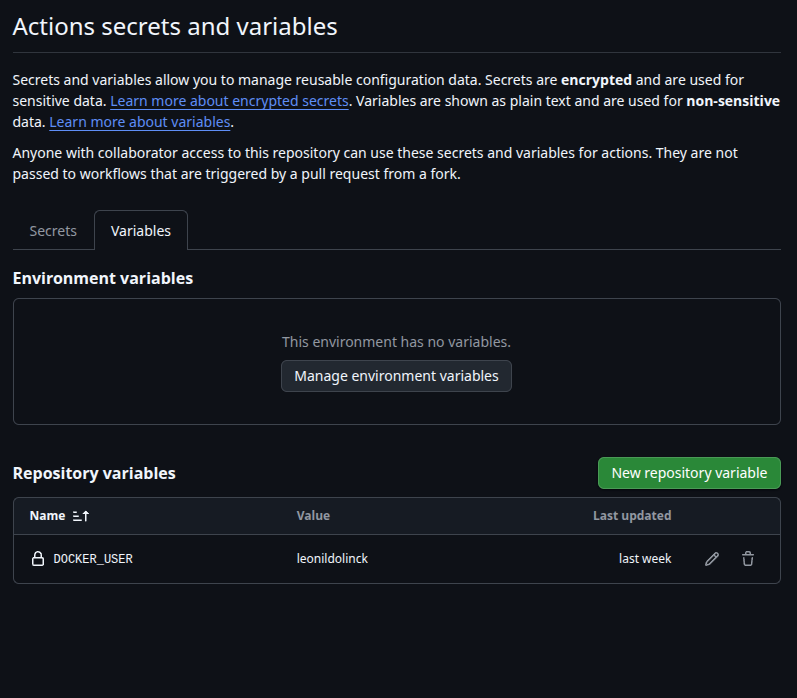 Actions secrets and variables
Secrets and variables allow you to manage reusable configuration data. Secrets are encrypted and are used for
sensitive data. Learn more about encrypted secrets. Variables are shown as plain text and are used for non-sensitive
data. Learn more about variables.
Anyone with collaborator access to this repository can use these secrets and variables for actions. They are not
passed to workflows that are triggered by a pull request from a fork.
Secrets Variables
Environment variables
This environment has no variables.
Manage environment variables
Repository variables New repository variable
Name Value Last updated
DOCKER_USER leonildolinck last week